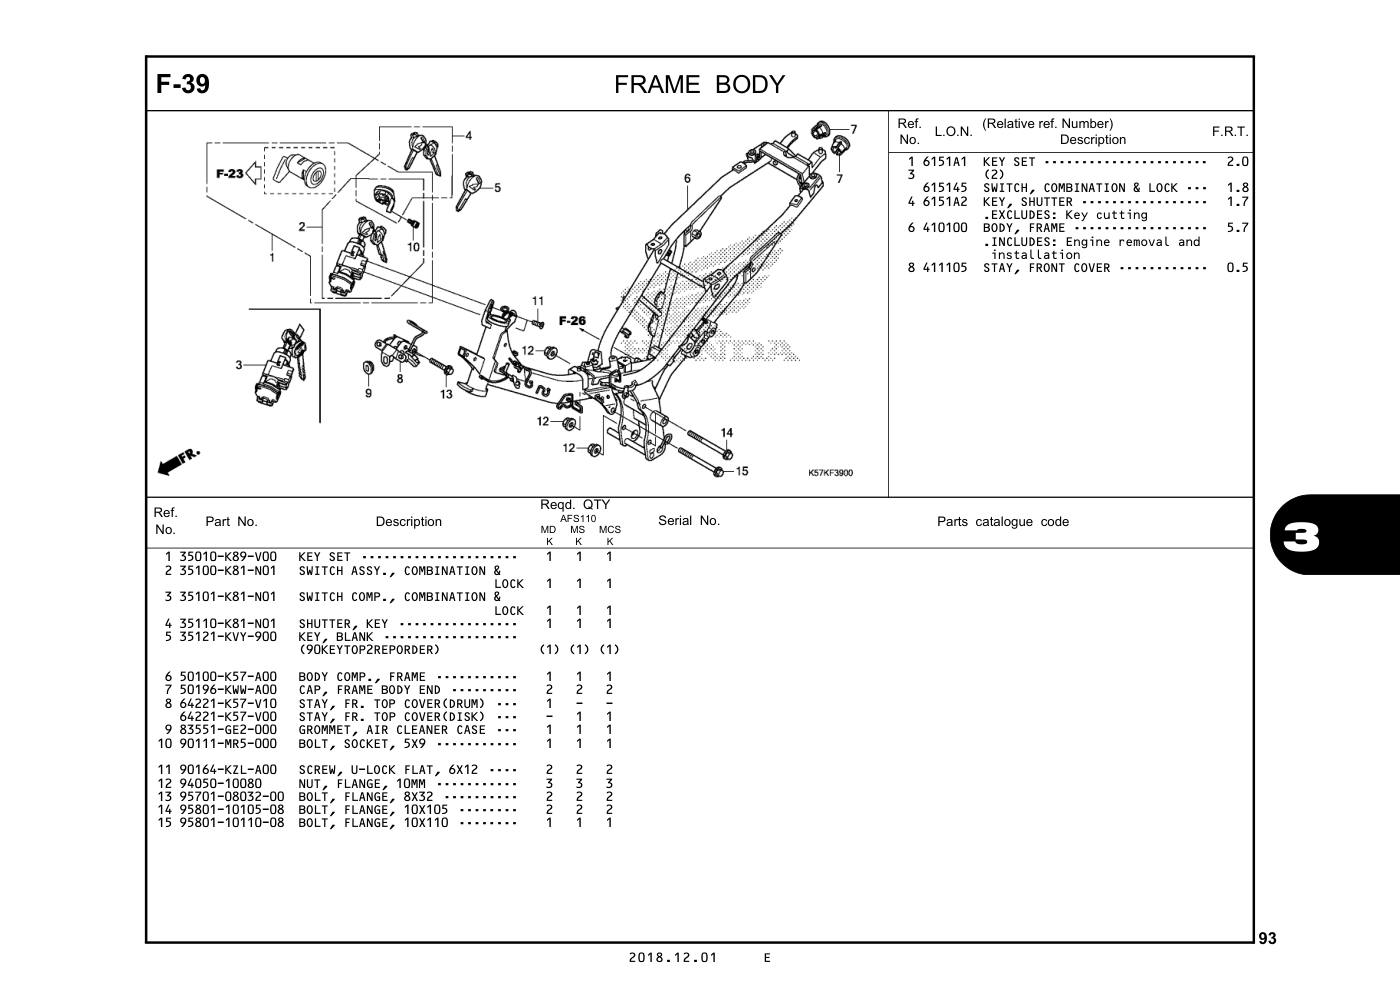 F-39
FRAME BODY
4
7
F-23
5
6
7
2
10
1
11
F-26
12
3
9
8
13
12
12
14
15
FR.
K57KF3900
HONDA
Ref. No. L.O.N. (Relative ref. Number) Description F.R.T.
1 6151A1 KEY SET ······················ 2.0
3 (2)
615145 SWITCH, COMBINATION & LOCK ··· 1.8
4 6151A2 KEY, SHUTTER ················· 1.7
.EXCLUDES: Key cutting
6 410100 BODY, FRAME ·················· 5.7
.INCLUDES: Engine removal and
installation
8 411105 STAY, FRONT COVER ············ 0.5
Ref. No. Part No. Description Reqd. QTY Serial No. Parts catalogue code
AFS110
MD MS MCS
K K K
1 35010-K89-V00 KEY SET ····················· 1 1 1
2 35100-K81-N01 SWITCH ASSY., COMBINATION &
LOCK 1 1 1
3 35101-K81-N01 SWITCH COMP., COMBINATION &
LOCK 1 1 1
4 35110-K81-N01 SHUTTER, KEY ················ 1 1 1
5 35121-KVY-900 KEY, BLANK ··················
(90KEYTOP2REPORDER) (1) (1) (1)
6 50100-K57-A00 BODY COMP., FRAME ··········· 1 1 1
7 50196-KWW-A00 CAP, FRAME BODY END ········· 2 2 2
8 64221-K57-V10 STAY, FR. TOP COVER(DRUM) ··· 1 - -
64221-K57-V00 STAY, FR. TOP COVER(DISK) ··· - 1 1
9 83551-GE2-000 GROMMET, AIR CLEANER CASE ··· 1 1 1
10 90111-MR5-000 BOLT, SOCKET, 5X9 ··········· 1 1 1
11 90164-KZL-A00 SCREW, U-LOCK FLAT, 6X12 ···· 2 2 2
12 94050-10080 NUT, FLANGE, 10MM ··········· 3 3 3
13 95701-08032-00 BOLT, FLANGE, 8X32 ·········· 2 2 2
14 95801-10105-08 BOLT, FLANGE, 10X105 ········ 2 2 2
15 95801-10110-08 BOLT, FLANGE, 10X110 ········ 1 1 1
3
93
2018.12.01 E